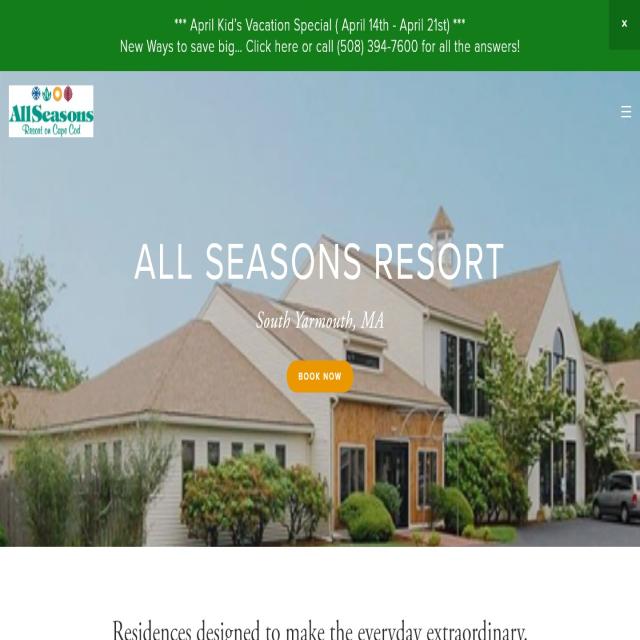 *** April Kid's Vacation Special ( April 14th - April 21st) ***
New Ways to save big... Click here or call (508) 394-7600 for all the answers!
x
AllSeasons
Resort on Cape Cod
ALL SEASONS RESORT
South Yarmouth, MA
BOOK NOW
Residences designed to make the everyday extraordinary.